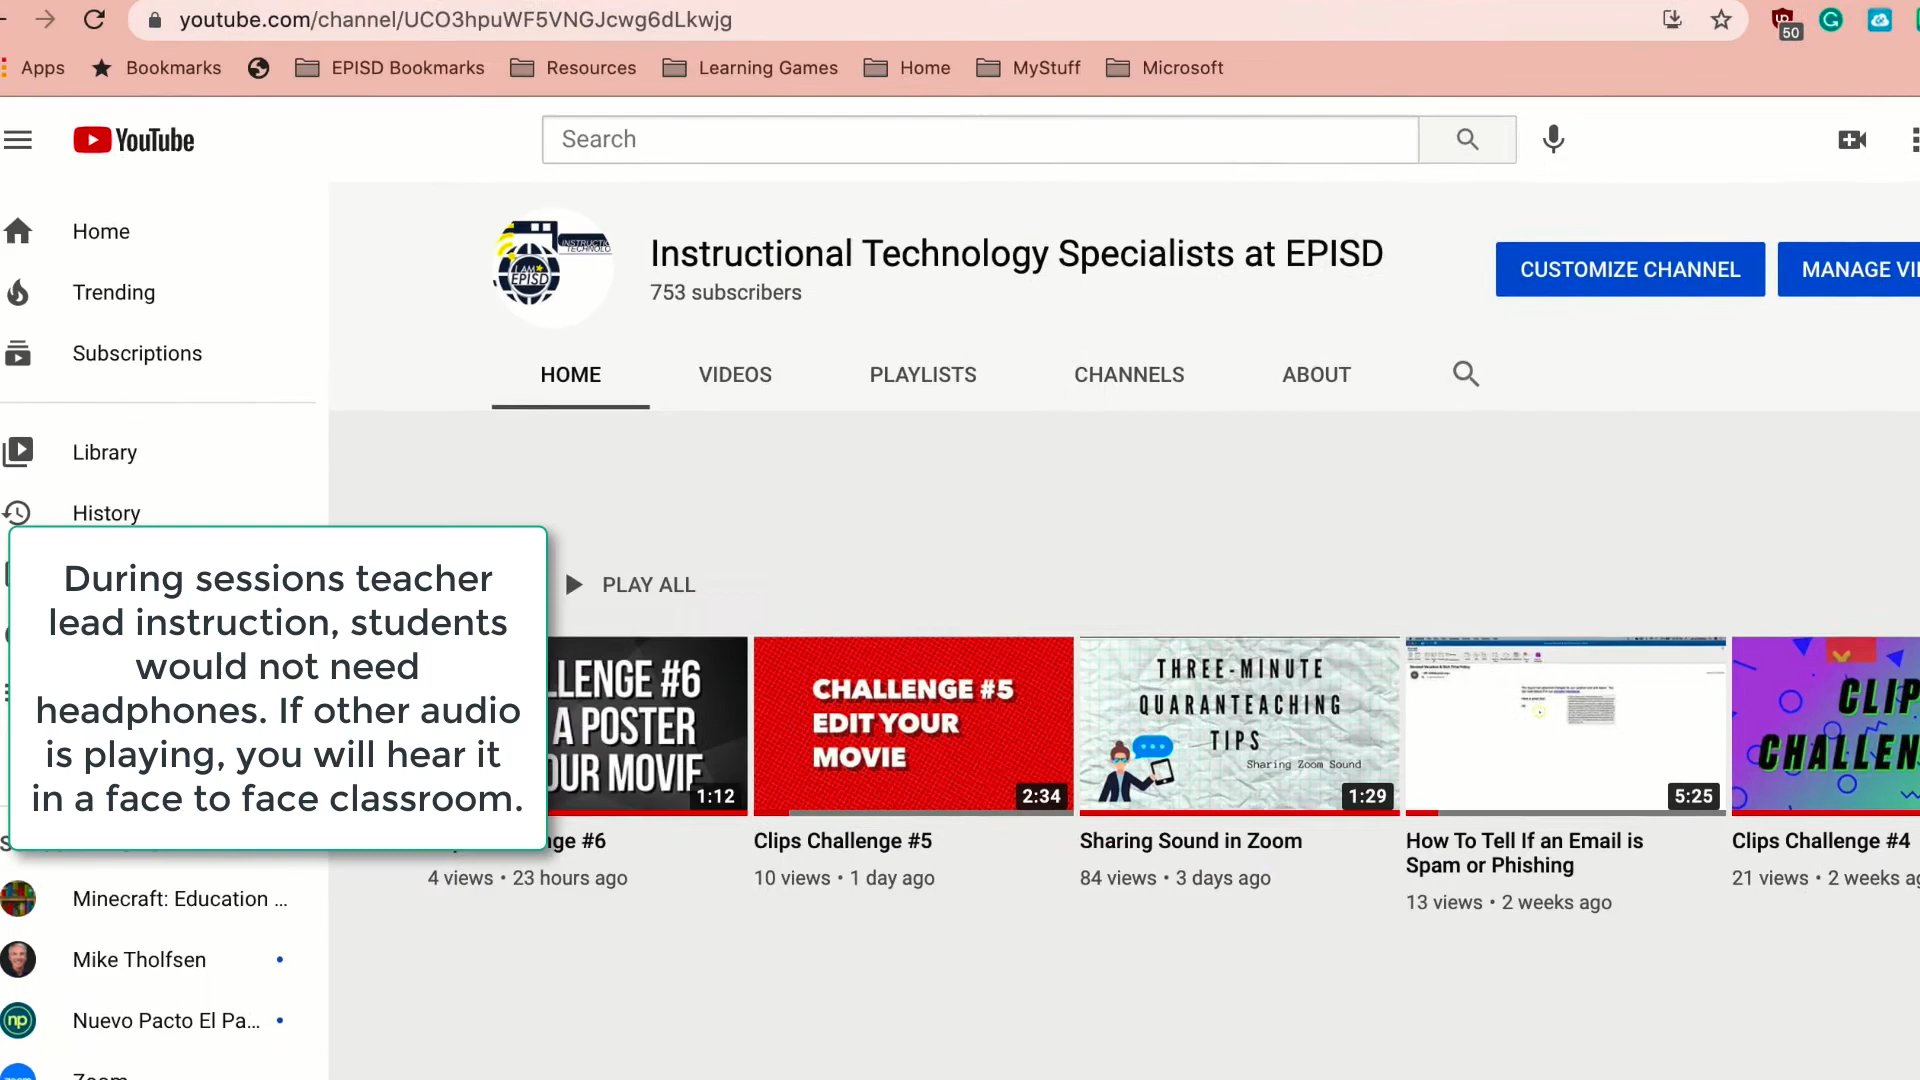 youtube.com/channel/UCO3hpuWF5VNGJcwg6dLkwjg
50
Apps
Bookmarks
EPISD Bookmarks
Resources
Learning Games
Home
MyStuff
Microsoft
YouTube
Search
Home
Trending
Subscriptions
Library
History
I AM
EPISD
Instructional Technology Specialists at EPISD
753 subscribers
CUSTOMIZE CHANNEL
MANAGE VI
HOME
VIDEOS
PLAYLISTS
CHANNELS
ABOUT
During sessions teacher
lead instruction, students
would not need
headphones. If other audio
is playing, you will hear it
in a face to face classroom.
PLAY ALL
LLENGE #6
A POSTER
OUR MOVIE
1:12
CHALLENGE #5
EDIT YOUR
MOVIE
2:34
THREE-MINUTE
QUARANTEACHING
TIPS
Sharing Zoom Sound
1:29
5:25
CLIP
CHALLEN
ge #6
4 views • 23 hours ago
Clips Challenge #5
10 views • 1 day ago
Sharing Sound in Zoom
84 views • 3 days ago
How To Tell If an Email is
Spam or Phishing
13 views • 2 weeks ago
Clips Challenge #4
21 views • 2 weeks ag
Minecraft: Education ...
Mike Tholfsen
np
Nuevo Pacto El Pa...
Zoom